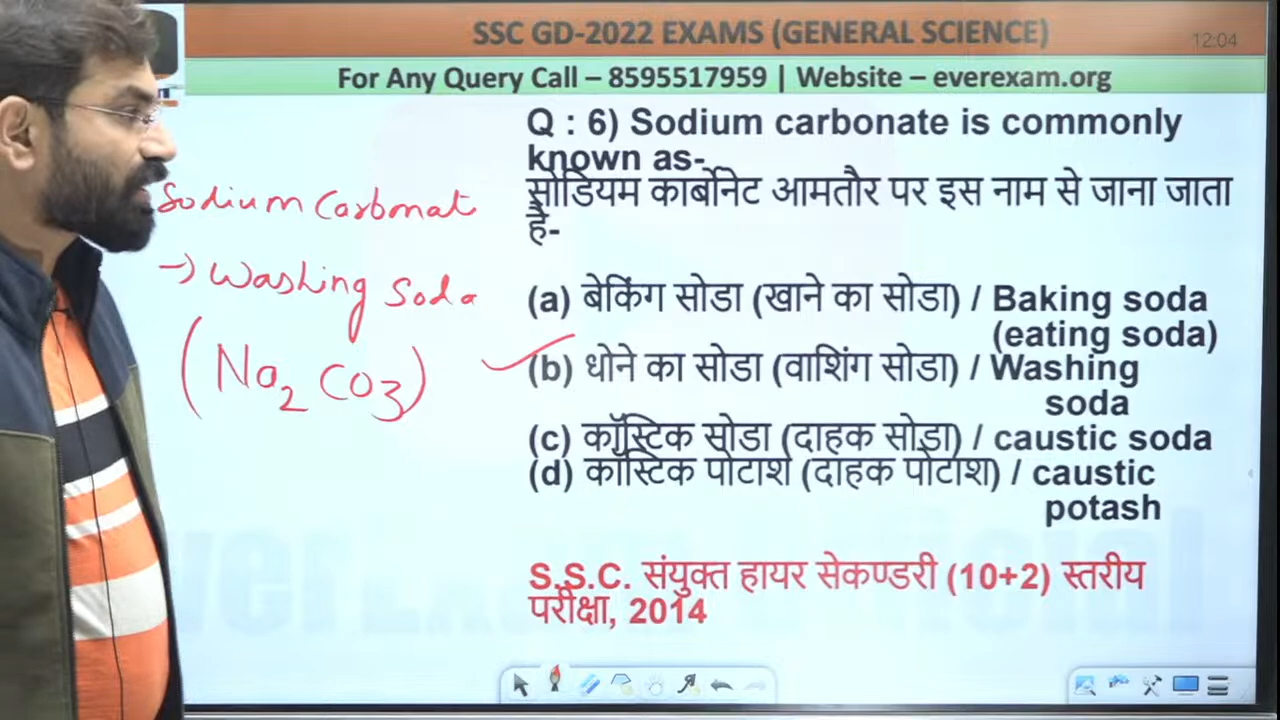 SSC GD-2022 EXAMS (GENERAL SCIENCE)
12:04
For Any Query Call – 8595517959 | Website – everexam.org
Q : 6) Sodium carbonate is commonly
known as-
सोडियम कार्बोनेट आमतौर पर इस नाम से जाना जाता
है-
(a) बेकिंग सोडा (खाने का सोडा) / Baking soda
(eating soda)
(b) धोने का सोडा (वाशिंग सोडा) / Washing
soda
(c) कॉस्टिक सोडा (दाहक सोडा) / caustic soda
(d) कास्टिक पोटाश (दाहक पोटाश) / caustic
potash
S.S.C. संयुक्त हायर सेकण्डरी (10+2) स्तरीय
परीक्षा, 2014
Sodium Carbonat
→ Washing Soda
(Na2CO3)